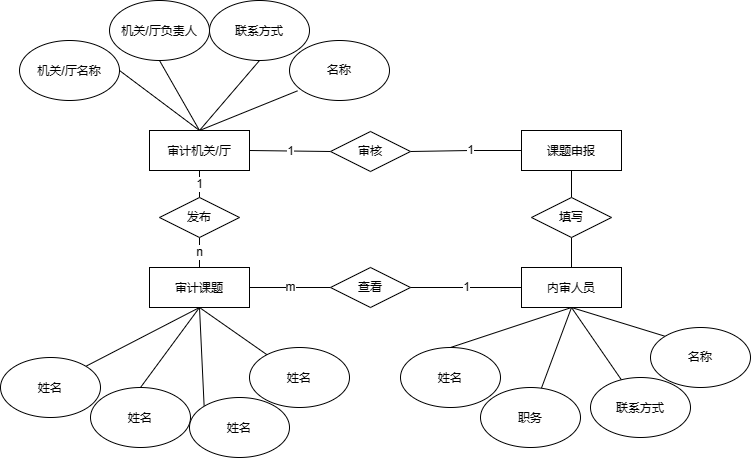 机关/厅负责人
联系方式
机关/厅名称
名称
审计机关/厅
1
审核
1
课题申报
1
发布
填写
n
审计课题
m
查看
1
内审人员
名称
姓名
姓名
姓名
姓名
姓名
职务
联系方式